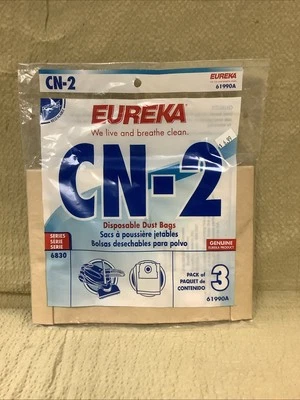 CN-2
EUREKA
61990A
EUREKA
We live and breathe clean.
CN-2
Disposable Dust Bags
Sacs à poussière jetables
Bolsas desechables para polvo
SERIES
SÉRIE
SERIE
6830
GENUINE
EUREKA PRODUCT
PACK of
PAQUET de
CONTENIDO
3
61990A